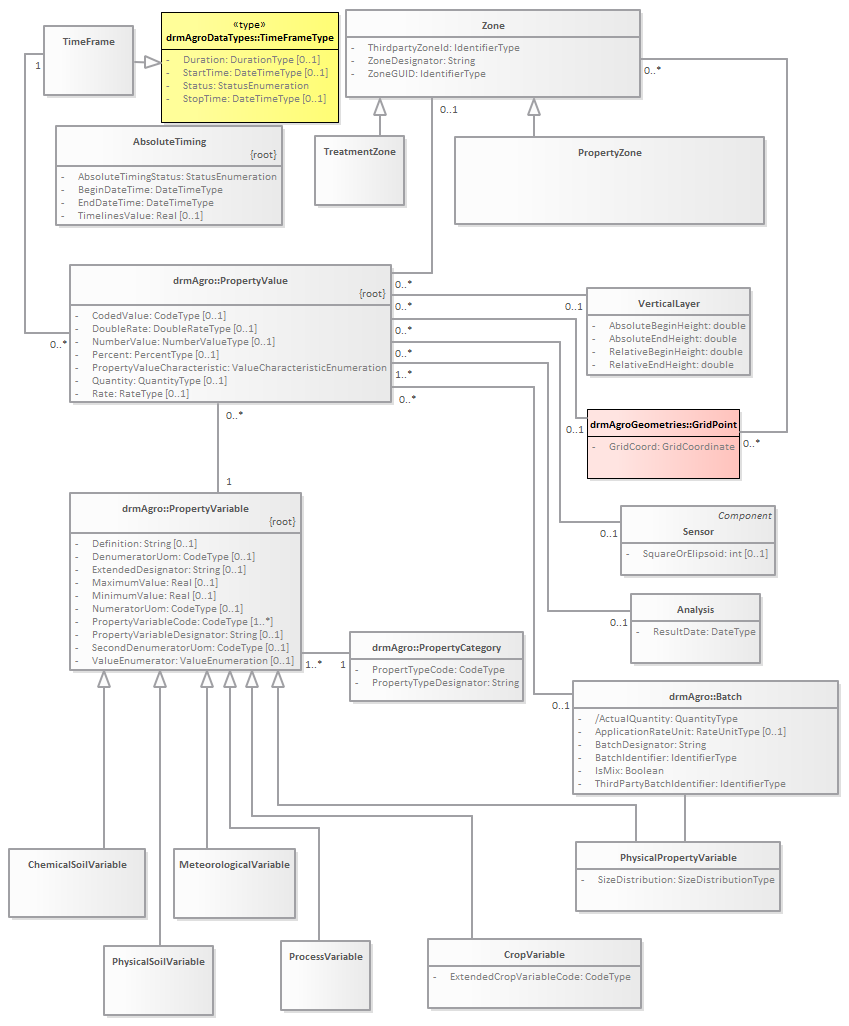 TimeFrame
1
«type»
drmAgroDataTypes::TimeFrameType
- Duration: DurationType [0..1]
- StartTime: DateTimeType [0..1]
- Status: StatusEnumeration
- StopTime: DateTimeType [0..1]
Zone
- ThirdpartyZoneId: IdentifierType
- ZoneDesignator: String
- ZoneGUID: IdentifierType
0..*
0..1
AbsoluteTiming
{root}
- AbsoluteTimingStatus: StatusEnumeration
- BeginDateTime: DateTimeType
- EndDateTime: DateTimeType
- TimelinesValue: Real [0..1]
TreatmentZone
PropertyZone
drmAgro::PropertyValue
{root}
- CodedValue: CodeType [0..1]
- DoubleRate: DoubleRateType [0..1]
- NumberValue: NumberValueType [0..1]
- Percent: PercentType [0..1]
- PropertyValueCharacteristic: ValueCharacteristicEnumeration
- Quantity: QuantityType [0..1]
- Rate: RateType [0..1]
0..*
0..*
0..*
0..*
0..*
1..*
0..*
0..*
1
0..1
VerticalLayer
- AbsoluteBeginHeight: double
- AbsoluteEndHeight: double
- RelativeBeginHeight: double
- RelativeEndHeight: double
0..1
drmAgroGeometries::GridPoint
- GridCoord: GridCoordinate
0..*
drmAgro::PropertyVariable
{root}
- Definition: String [0..1]
- DenumeratorUom: CodeType [0..1]
- ExtendedDesignator: String [0..1]
- MaximumValue: Real [0..1]
- MinimumValue: Real [0..1]
- NumeratorUom: CodeType [0..1]
- PropertyVariableCode: CodeType [1..*]
- PropertyVariableDesignator: String [0..1]
- SecondDenumeratorUom: CodeType [0..1]
- ValueEnumerator: ValueEnumeration [0..1]
Component
Sensor
- SquareOrElipsoid: int [0..1]
0..1
Analysis
- ResultDate: DateType
0..1
1..*
1
drmAgro::PropertyCategory
- PropertTypeCode: CodeType
- PropertyTypeDesignator: String
0..1
drmAgro::Batch
- /ActualQuantity: QuantityType
- ApplicationRateUnit: RateUnitType [0..1]
- BatchDesignator: String
- BatchIdentifier: IdentifierType
- IsMix: Boolean
- ThirdPartyBatchIdentifier: IdentifierType
ChemicalSoilVariable
MeteorologicalVariable
PhysicalPropertyVariable
- SizeDistribution: SizeDistributionType
PhysicalSoilVariable
ProcessVariable
CropVariable
- ExtendedCropVariableCode: CodeType